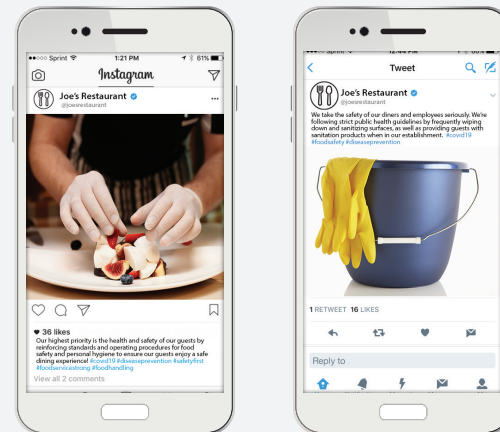 Sprint
1:21 PM
61%
Instagram
Joe's Restaurant
@joesrestaurant
36 likes
Our highest priority is the health and safety of our guests by
reinforcing standards and operating procedures for food
safety and personal hygiene to ensure our guests enjoy a safe
dining experience! #covid19 #diseaseprevention #safetyfirst
#foodservicestrong #foodhandling
View all 2 comments
Tweet
Joe's Restaurant
@joesrestaurant
We take the safety of our diners and employees seriously. We're
following strict public health guidelines by frequently wiping
down and sanitizing surfaces, as well as providing guests with
sanitation products when in our establishment. #covid19
#foodsafety #diseaseprevention
1 RETWEET 16 LIKES
Reply to